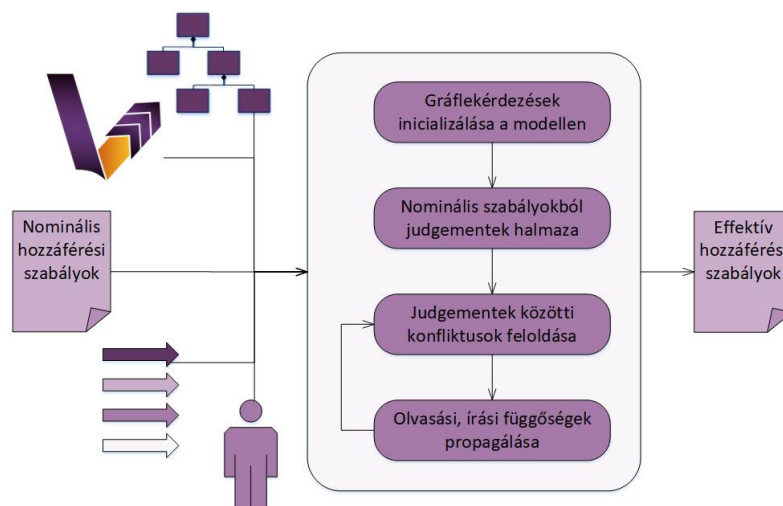 Gráflekérdezések
inicializálása a modellen
Nominális
hozzáférési
szabályok
Nominális szabályokból
judgementek halmaza
Effektív
hozzáférés
szabályok
Judgementek közötti
konfliktusok feloldása
Olvasási, írási függőségek
propagálása